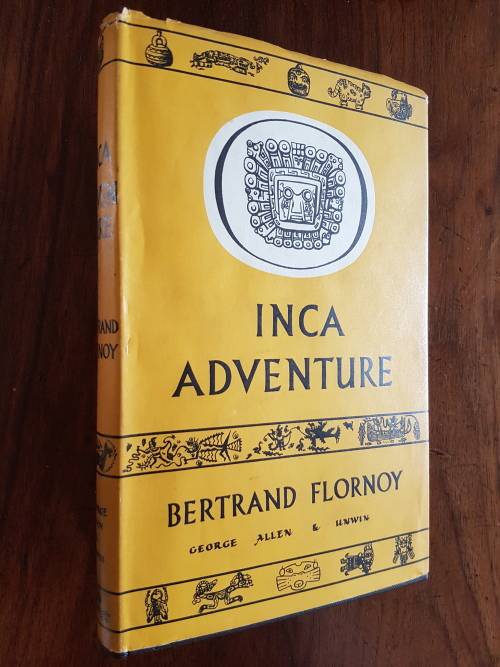 INCA
ADVENTURE
BERTRAND FLORNOY
GEORGE ALLEN & UNWIN